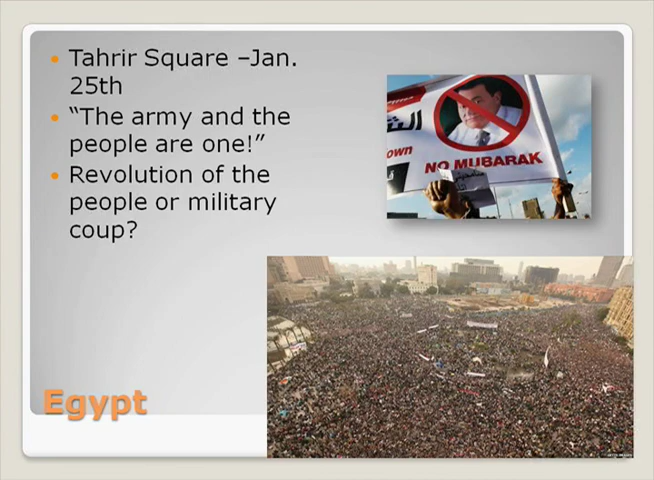 Tahrir Square –Jan.
25th
“The army and the
people are one!”
Revolution of the
people or military
coup?
own
NO MUBARAK
Egypt